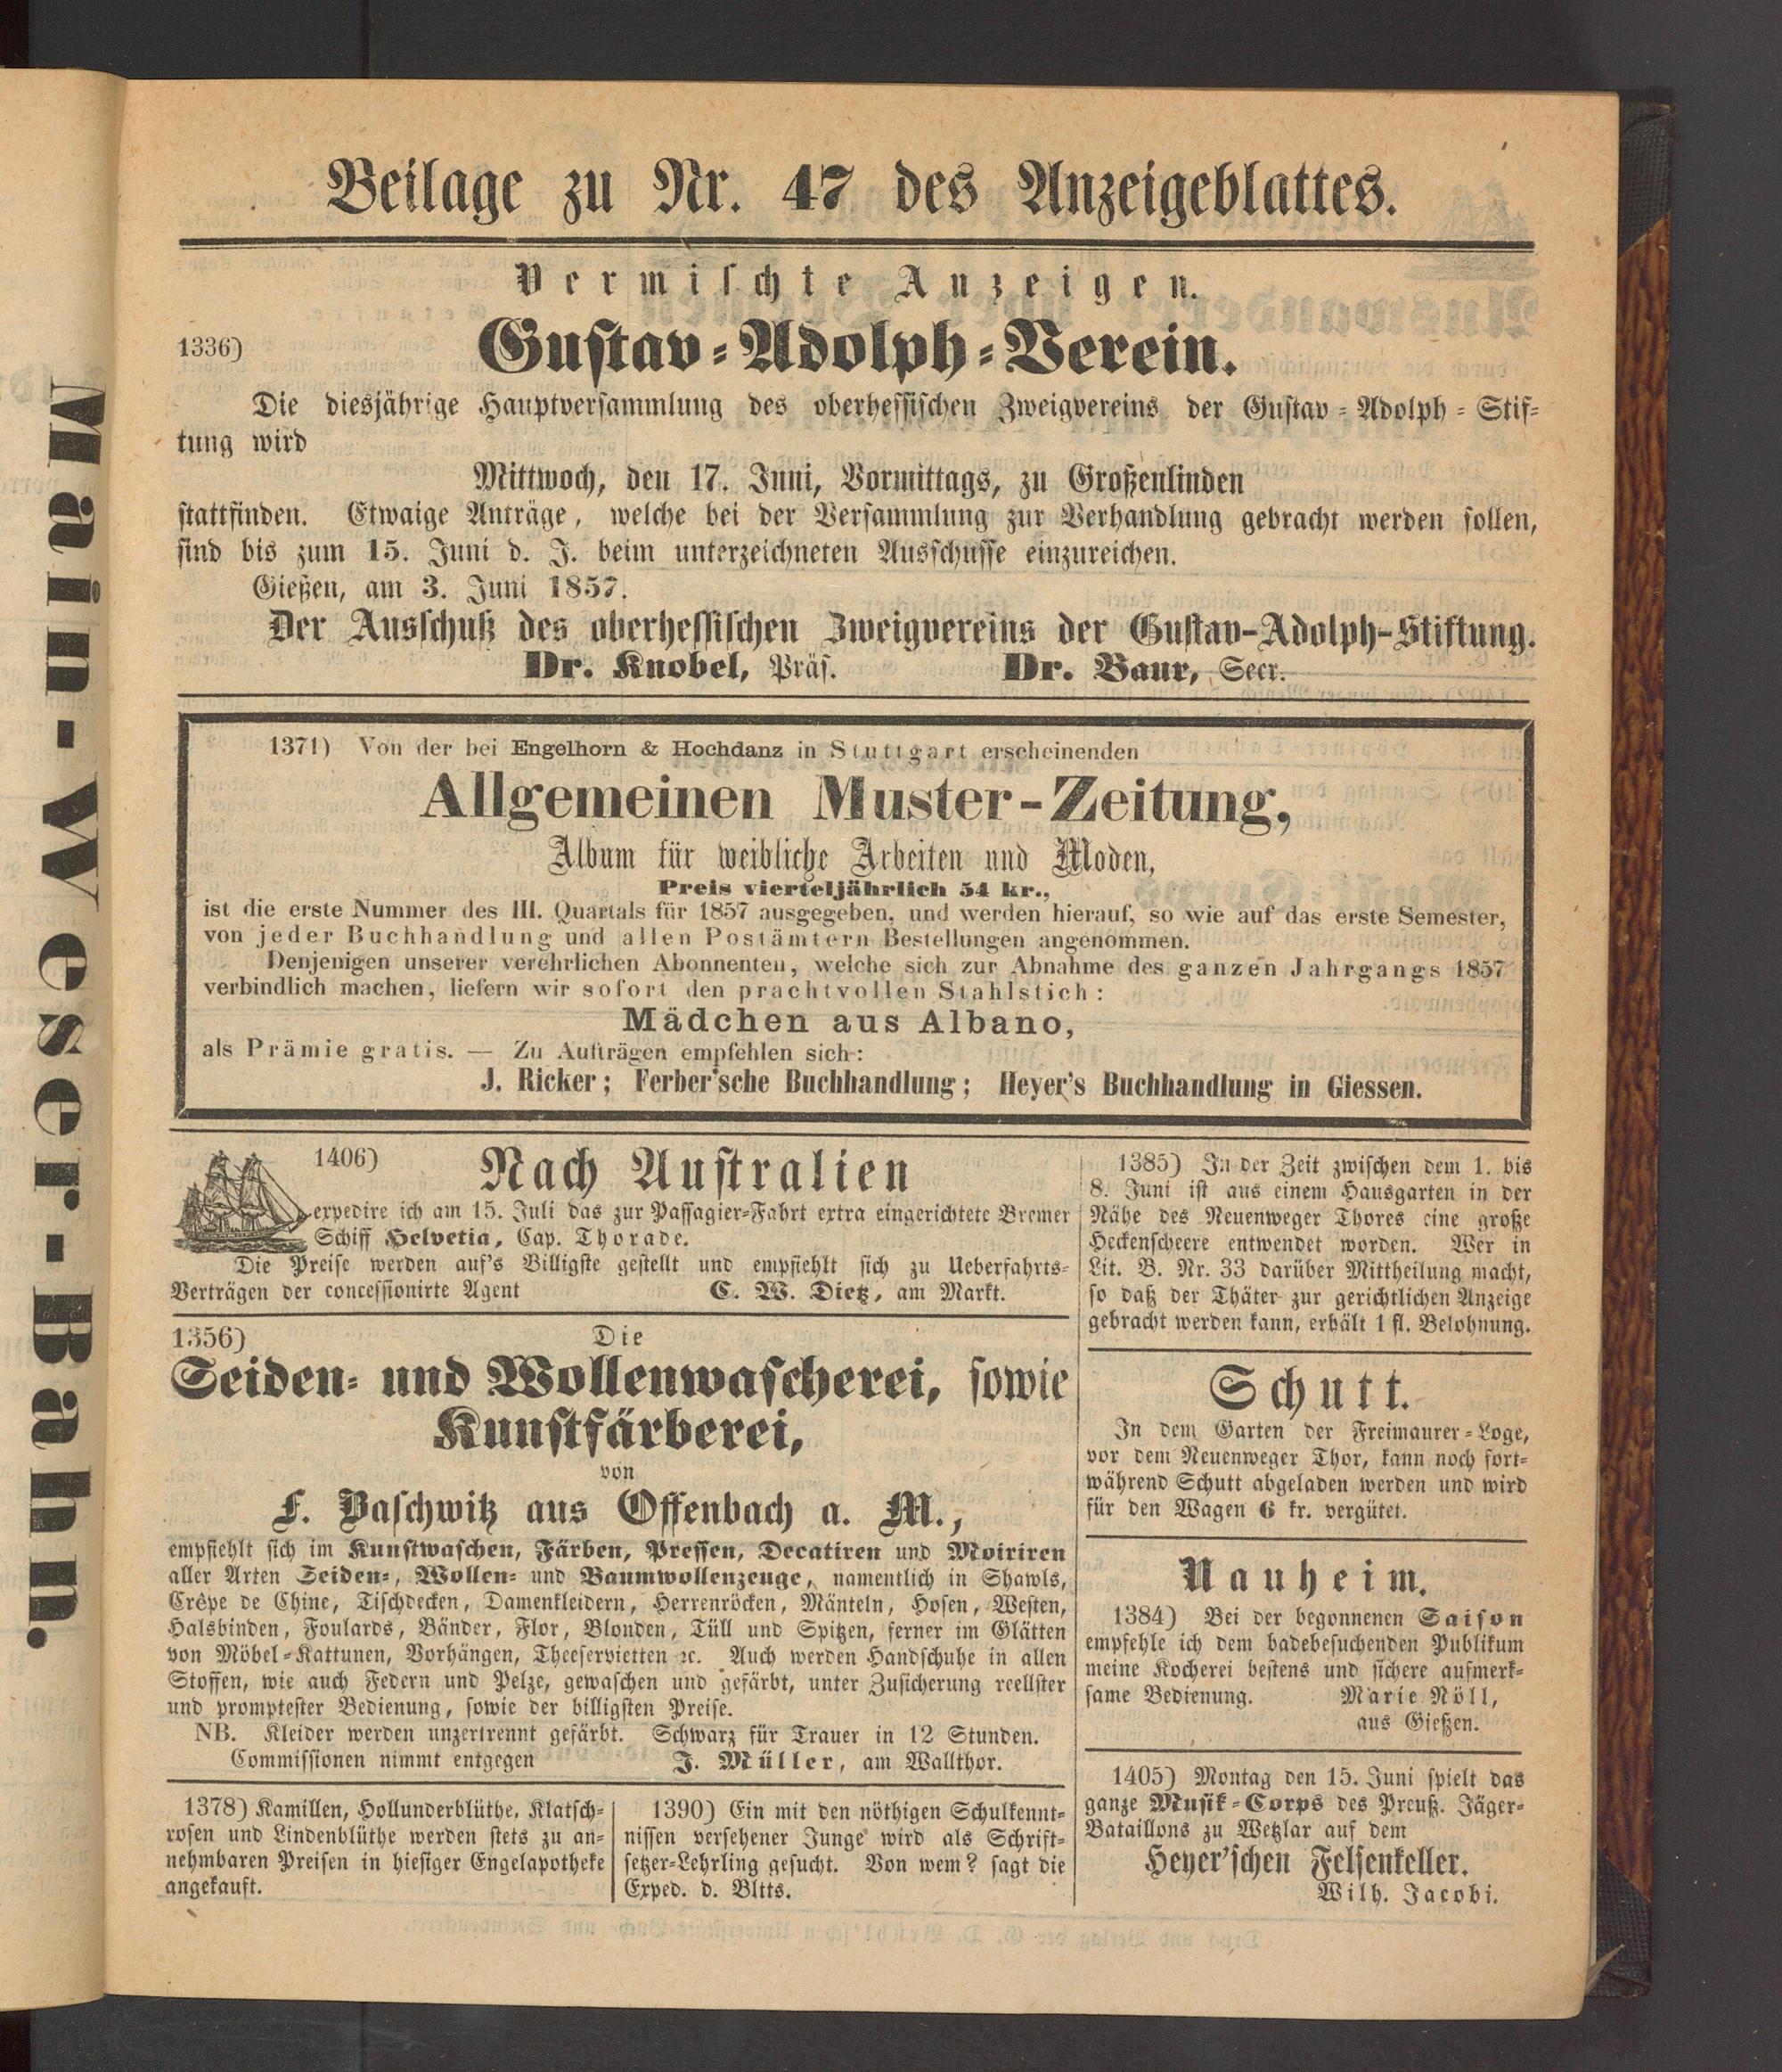 Main-Weser-Bahn.
Beilage zu Nr. 47 des Anzeigeblattes.
Vermischte Anzeigen.
1336) Gustav-Adolph-Verein.
Die diesjährige Hauptversammlung des oberhessischen Zweigvereins der Gustav-Adolph-Stif-
tung wird
Mittwoch, den 17. Juni, Vormittags, zu Großenlinden
stattfinden. Etwaige Anträge, welche bei der Versammlung zur Verhandlung gebracht werden sollen,
sind bis zum 15. Juni d. J. beim unterzeichneten Ausschusse einzureichen.
Gießen, am 3. Juni 1857.
Der Ausschuß des oberhessischen Zweigvereins der Gustav-Adolph-Stiftung.
Dr. Knobel, Präs. Dr. Baur, Secr.
1371) Von der bei Engelhorn & Hochdanz in Stuttgart erscheinenden
Allgemeinen Muster-Zeitung,
Album für weibliche Arbeiten und Moden,
Preis vierteljährlich 54 kr.,
ist die erste Nummer des III. Quartals für 1857 ausgegeben, und werden hierauf, so wie auf das erste Semester,
von jeder Buchhandlung und allen Postämtern Bestellungen angenommen.
Denjenigen unserer verehrlichen Abonnenten, welche sich zur Abnahme des ganzen Jahrgangs 1857
verbindlich machen, liefern wir sofort den prachtvollen Stahlstich:
Mädchen aus Albano,
als Prämie gratis. — Zu Aufträgen empfehlen sich:
J. Ricker; Ferber'sche Buchhandlung; Heyer's Buchhandlung in Giessen.
1406) Nach Australien
expedire ich am 15. Juli das zur Passagier-Fahrt extra eingerichtete Bremer
Schiff Helvetia, Cap. Thorade.
Die Preise werden auf's Billigste gestellt und empfiehlt sich zu Ueberfahrts-
Verträgen der concessionirte Agent C. W. Dietz, am Markt.
1356) Die
Seiden- und Wollenwascherei, sowie
Kunstfärberei,
von
F. Baschwitz aus Offenbach a. M.,
empfiehlt sich im Kunstwaschen, Färben, Pressen, Decatiren und Moiriren
aller Arten Seiden-, Wollen- und Baumwollenzeuge, namentlich in Shawls,
Crêpe de Chine, Tischdecken, Damenkleidern, Herrenröcken, Mänteln, Hosen, Westen,
Halsbinden, Foulards, Bänder, Flor, Blonden, Tüll und Spitzen, ferner im Glätten
von Möbel-Kattunen, Vorhängen, Theeservietten ꝛc. Auch werden Handschuhe in allen
Stoffen, wie auch Federn und Pelze, gewaschen und gefärbt, unter Zusicherung reellster
und promptester Bedienung, sowie der billigsten Preise.
NB. Kleider werden unzertrennt gefärbt. Schwarz für Trauer in 12 Stunden.
Commissionen nimmt entgegen J. Müller, am Wallthor.
1378) Kamillen, Hollunderblüthe, Klatsch-
rosen und Lindenblüthe werden stets zu an-
nehmbaren Preisen in hiesiger Engelapotheke
angekauft.
1390) Ein mit den nöthigen Schulkennt-
nissen versehener Junge wird als Schrift-
setzer-Lehrling gesucht. Von wem? sagt die
Exped. d. Bltts.
1385) In der Zeit zwischen dem 1. bis
8. Juni ist aus einem Hausgarten in der
Nähe des Neuenweger Thores eine große
Heckenscheere entwendet worden. Wer in
Lit. B. Nr. 33 darüber Mittheilung macht,
so daß der Thäter zur gerichtlichen Anzeige
gebracht werden kann, erhält 1 fl. Belohnung.
Schutt.
In dem Garten der Freimaurer-Loge,
vor dem Neuenweger Thor, kann noch fort-
während Schutt abgeladen werden und wird
für den Wagen 6 kr. vergütet.
Nauheim.
1384) Bei der begonnenen Saison
empfehle ich dem badebesuchenden Publikum
meine Kocherei bestens und sichere aufmerk-
same Bedienung. Marie Nöll,
aus Gießen.
1405) Montag den 15. Juni spielt das
ganze Musik-Corps des Preuß. Jäger-
Bataillons zu Wetzlar auf dem
Heyer'schen Felsenkeller.
Wilh. Jacobi.